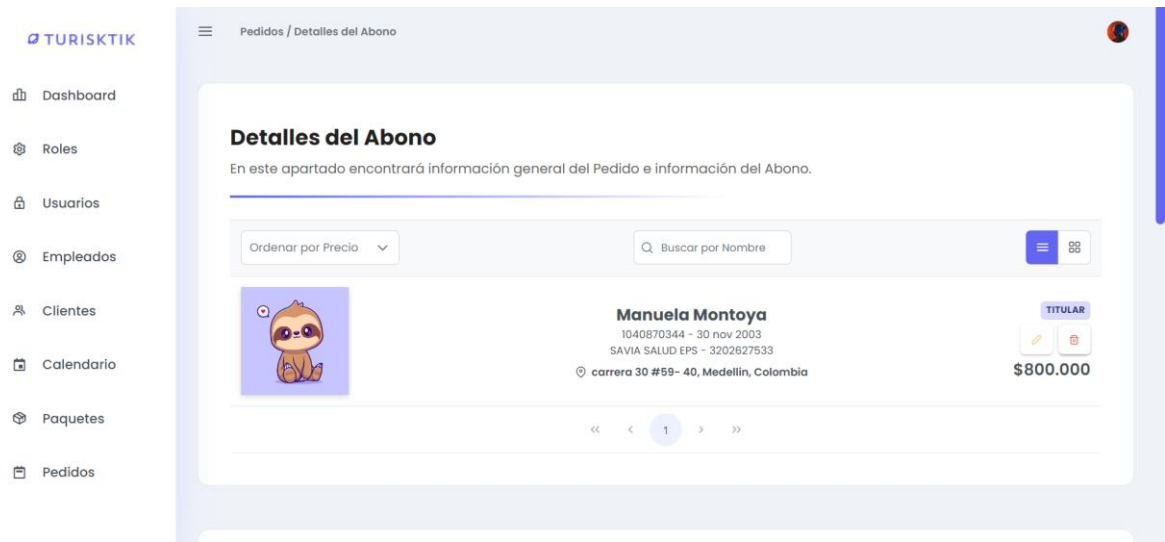 TURISKTIK
Dashboard
Roles
Usuarios
Empleados
Clientes
Calendario
Paquetes
Pedidos
Pedidos / Detalles del Abono
Detalles del Abono
En este apartado encontrará información general del Pedido e información del Abono.
Ordenar por Precio
Buscar por Nombre
Manuela Montoya
1040870344 - 30 nov 2003
SAVIA SALUD EPS - 3202627533
carrera 30 #59- 40, Medellin, Colombia
TITULAR
$800.000
<< < 1 > >>